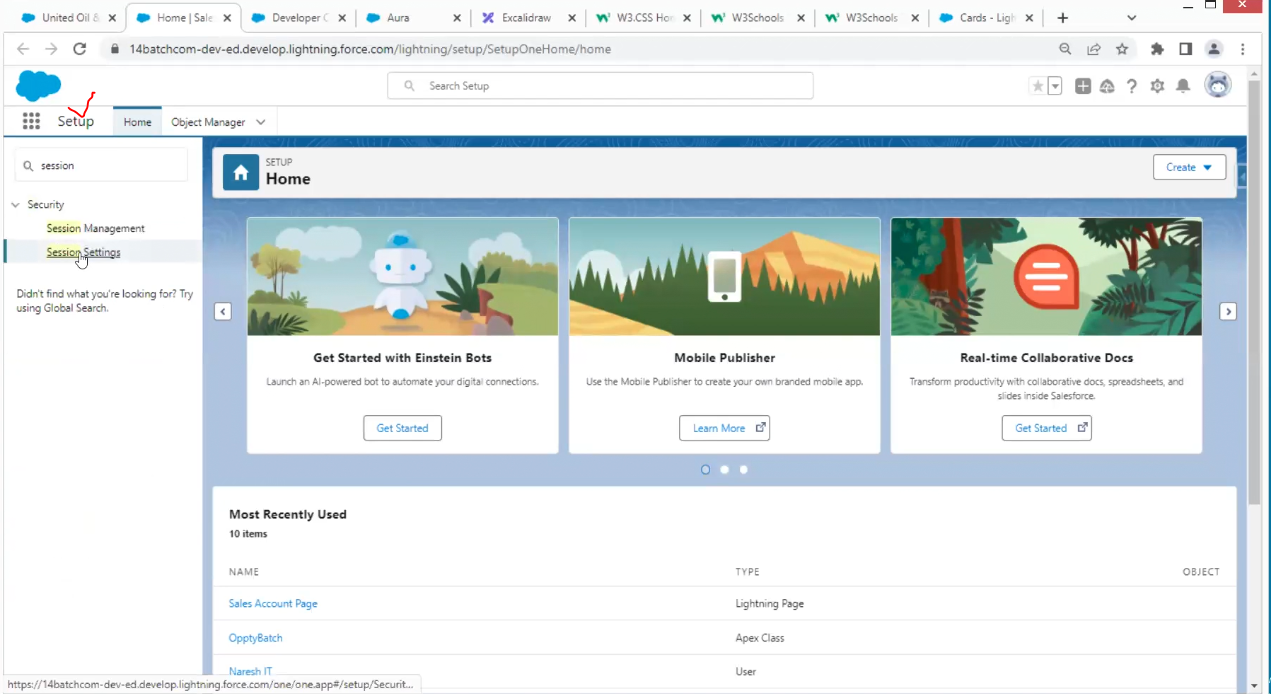 United Oil &
Home | Sale
Developer C
Aura
Excalidraw
W3.CSS Ho
W3Schools
W3Schools
Cards - Ligh
14batchcom-dev-ed.develop.lightning.force.com/lightning/setup/SetupOneHome/home
Search Setup
Setup
Home
Object Manager
session
Security
Session Management
Session Settings
Didn't find what you're looking for? Try
using Global Search.
SETUP
Home
Create
Get Started with Einstein Bots
Launch an AI-powered bot to automate your digital connections.
Get Started
Mobile Publisher
Use the Mobile Publisher to create your own branded mobile app.
Learn More
Real-time Collaborative Docs
Transform productivity with collaborative docs, spreadsheets, and
slides inside Salesforce.
Get Started
Most Recently Used
10 items
NAME TYPE OBJECT
Sales Account Page Lightning Page
OpptyBatch Apex Class
Naresh IT User
https://14batchcom-dev-ed.develop.lightning.force.com/one/one.app#/setup/Securit...